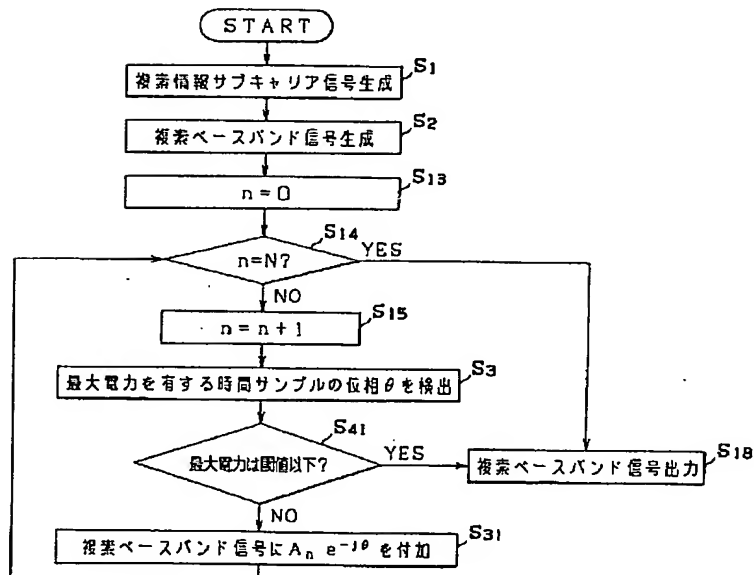 START
複素情報サブキャリア信号生成
S1
複素ベースバンド信号生成
S2
n=0
S13
n=N?
S14
YES
NO
n=n+1
S15
最大電力を有する時間サンプルの位相θを検出
S3
最大電力は閾値以下?
S41
YES
複素ベースバンド信号出力
S18
NO
複素ベースバンド信号にAn e-jθを付加
S31